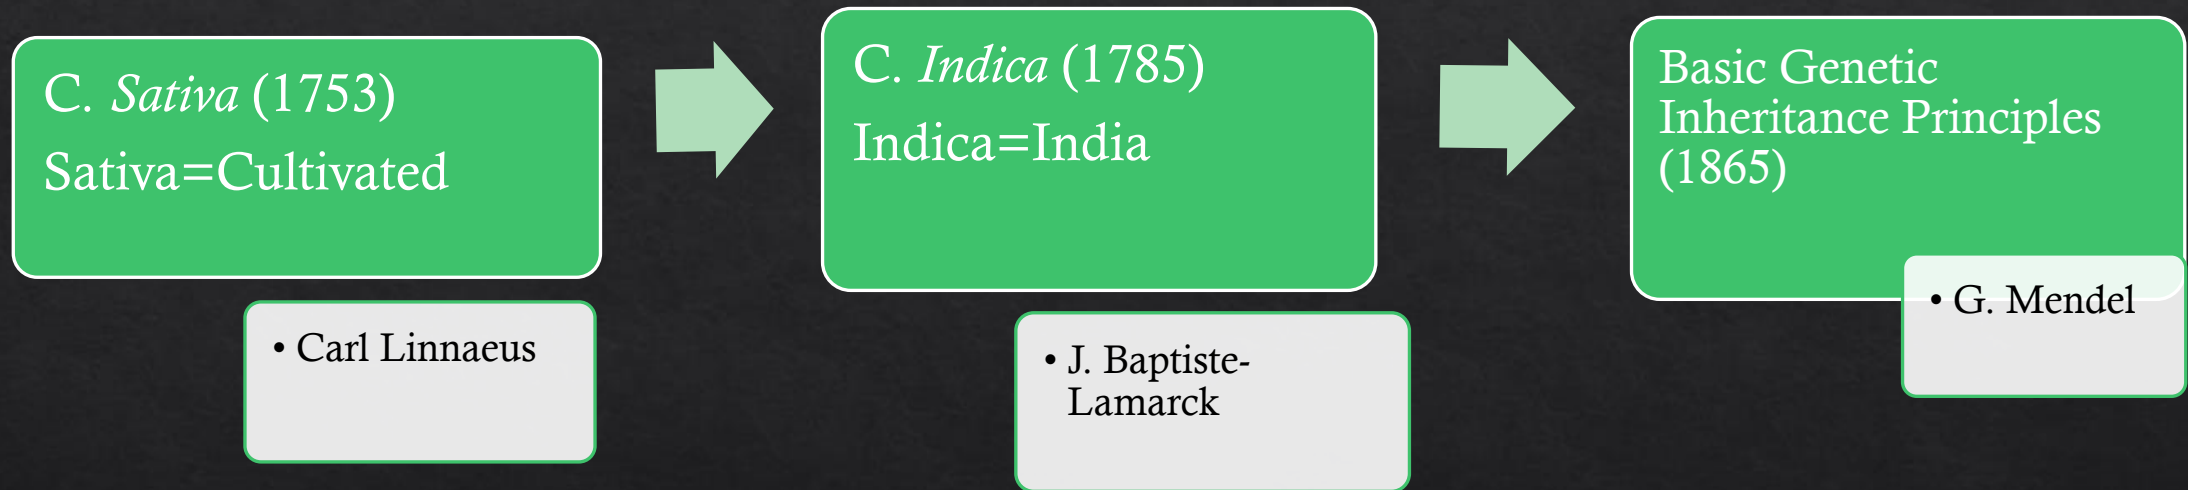 C. Sativa (1753)
Sativa=Cultivated
• Carl Linnaeus
C. Indica (1785)
Indica=India
• J. Baptiste-
Lamarck
Basic Genetic
Inheritance Principles
(1865)
• G. Mendel